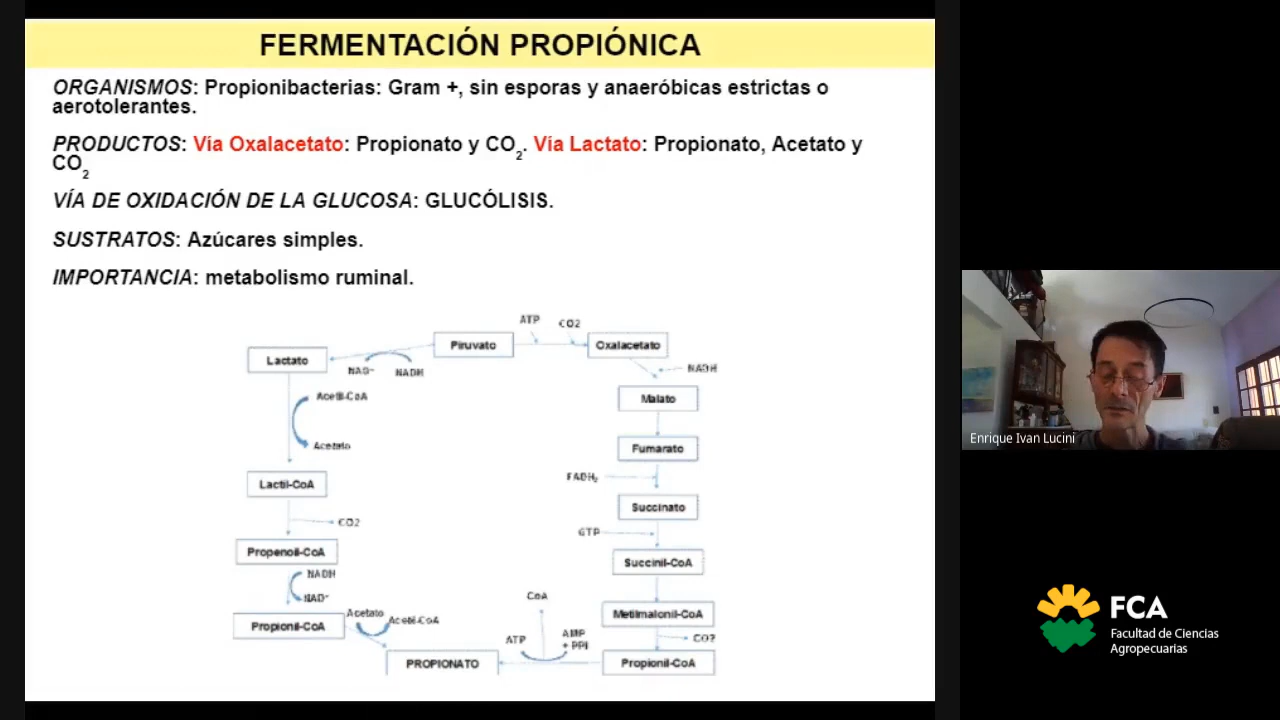 FERMENTACIÓN PROPIÓNICA
ORGANISMOS: Propionibacterias: Gram +, sin esporas y anaeróbicas estrictas o
aerotolerantes.
PRODUCTOS: Vía Oxalacetato: Propionato y CO2. Vía Lactato: Propionato, Acetato y
CO2
VÍA DE OXIDACIÓN DE LA GLUCOSA: GLUCÓLISIS.
SUSTRATOS: Azúcares simples.
IMPORTANCIA: metabolismo ruminal.
ATP
CO2
Piruvato
Oxalacetato
Lactato
NAD+
NADH
NADH
Acetil-CoA
Malato
Acetato
Fumarato
FADH2
Lactil-CoA
Succinato
CO2
GTP
Propenoil-CoA
Succinil-CoA
NADH
NAD+
CoA
Acetato
Acetil-CoA
Metilmalonil-CoA
Propionil-CoA
ATP
AMP
+ PPI
CO2
PROPIONATO
Propionil-CoA
Enrique Ivan Lucini
FCA
Facultad de Ciencias
Agropecuarias